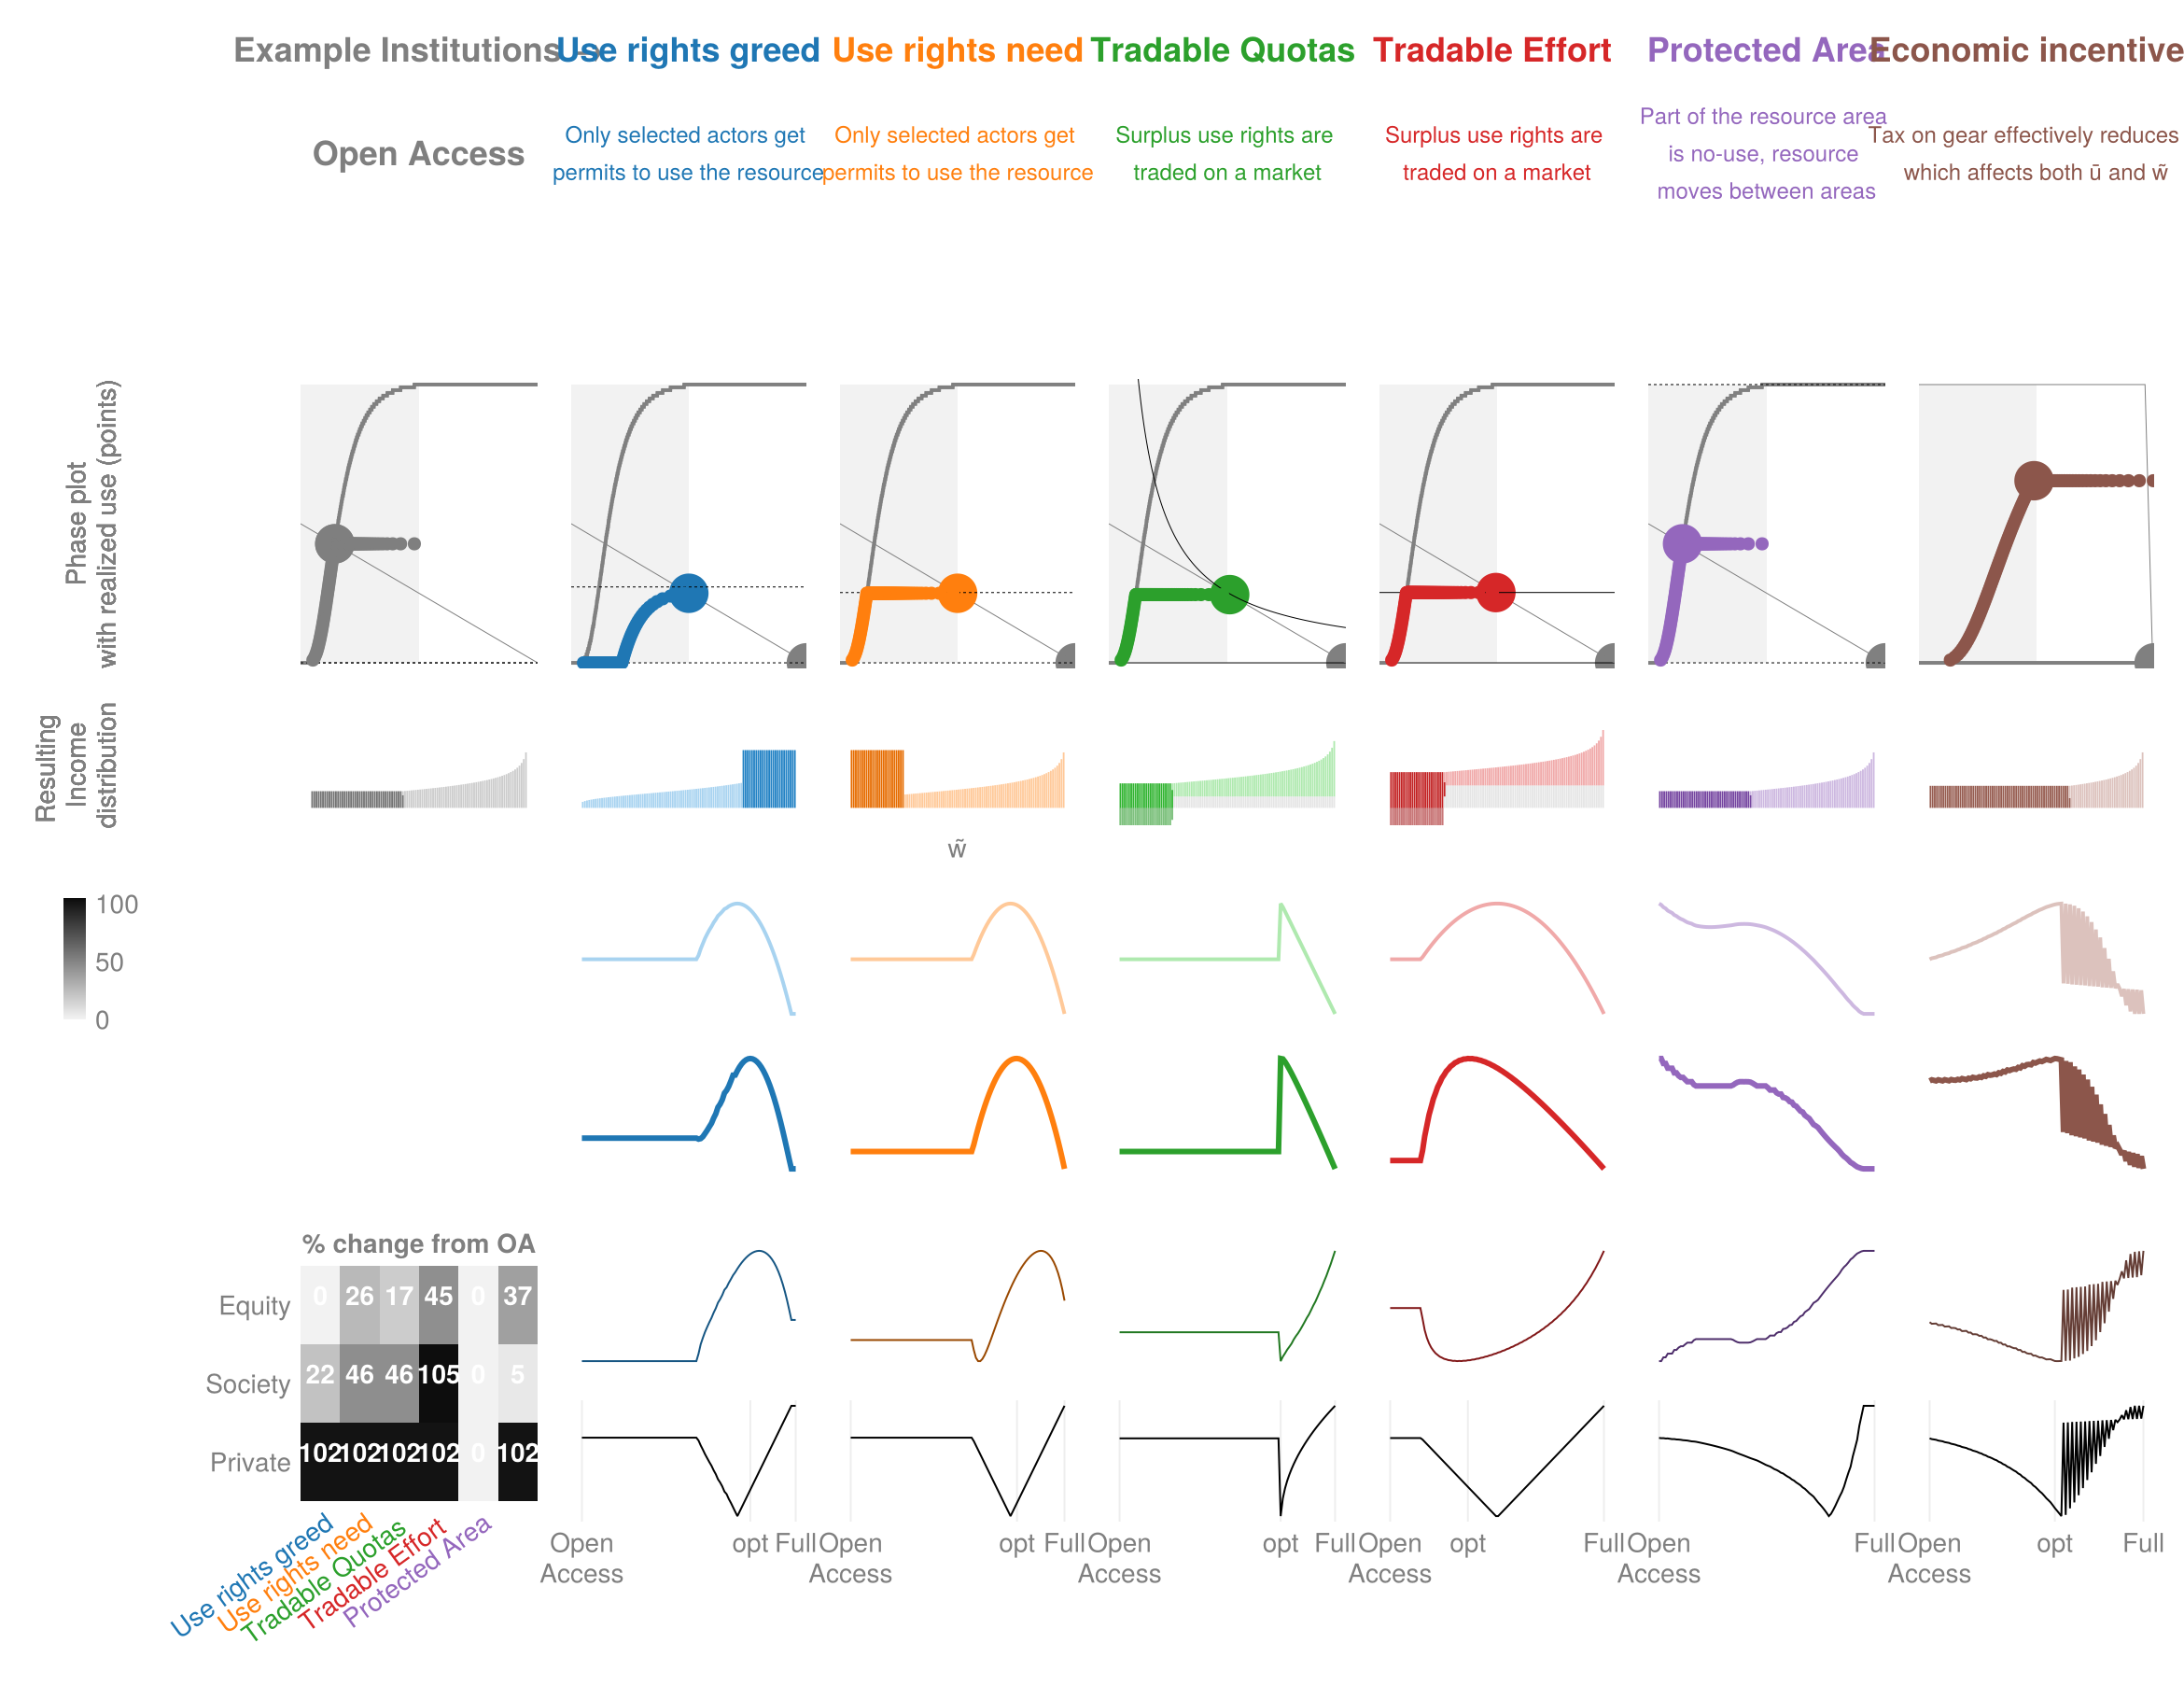 Example Institutions →
Use rights greed
Use rights need
Tradable Quotas
Tradable Effort
Protected Area
Economic incentive
Open Access
Only selected actors get
permits to use the resource
Only selected actors get
permits to use the resource
Surplus use rights are
traded on a market
Surplus use rights are
traded on a market
Part of the resource area
is no-use, resource
moves between areas
Tax on gear effectively reduces
which affects both ū and w̃
Phase plot
with realized use (points)
Resulting
Income
distribution
w̃
100
50
0
% change from OA
Equity
0 26 17 45 0 37
Society
22 46 46 105 0 5
Private
102 102 102 102 0 102
Use rights greed
Use rights need
Tradable Quotas
Tradable Effort
Protected Area
Open
Access
opt
Full
Open
Access
opt
Full
Open
Access
opt
Full
Open
Access
opt
Full
Open
Access
Full
Open
Access
opt
Full